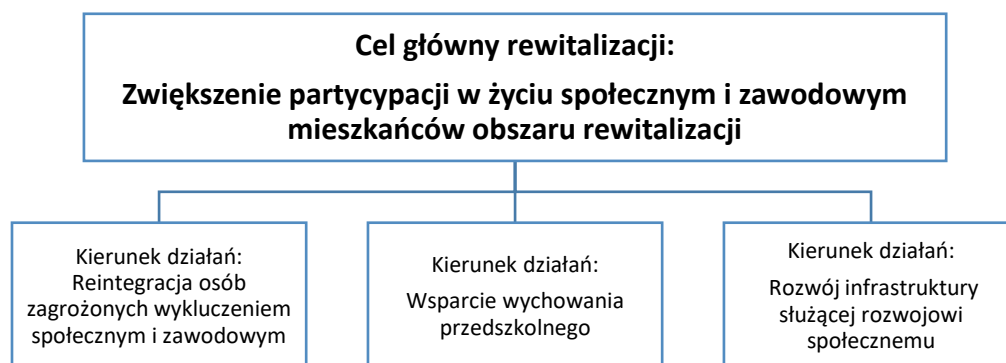 Cel główny rewitalizacji:
Zwiększenie partycypacji w życiu społecznym i zawodowym
mieszkańców obszaru rewitalizacji
Kierunek działań:
Reintegracja osób
zagrożonych wykluczeniem
społecznym i zawodowym
Kierunek działań:
Wsparcie wychowania
przedszkolnego
Kierunek działań:
Rozwój infrastruktury
służącej rozwojowi
społecznemu